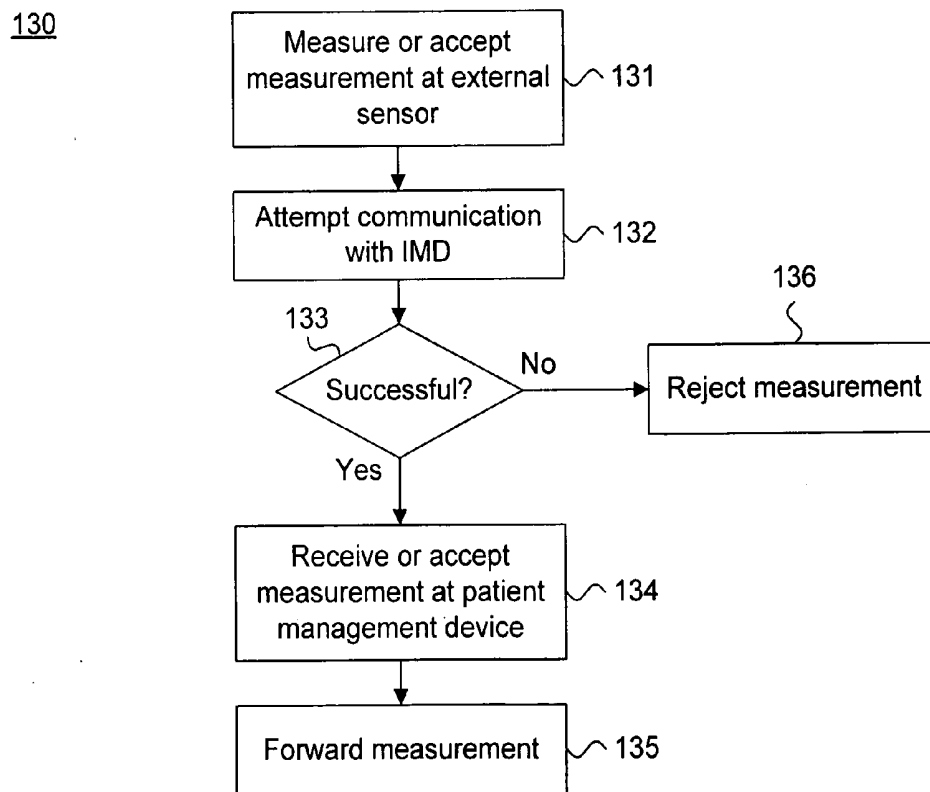 130
Measure or accept
measurement at external
sensor
131
Attempt communication
with IMD
132
136
133
Successful?
No
Reject measurement
Yes
Receive or accept
measurement at patient
management device
134
Forward measurement
135